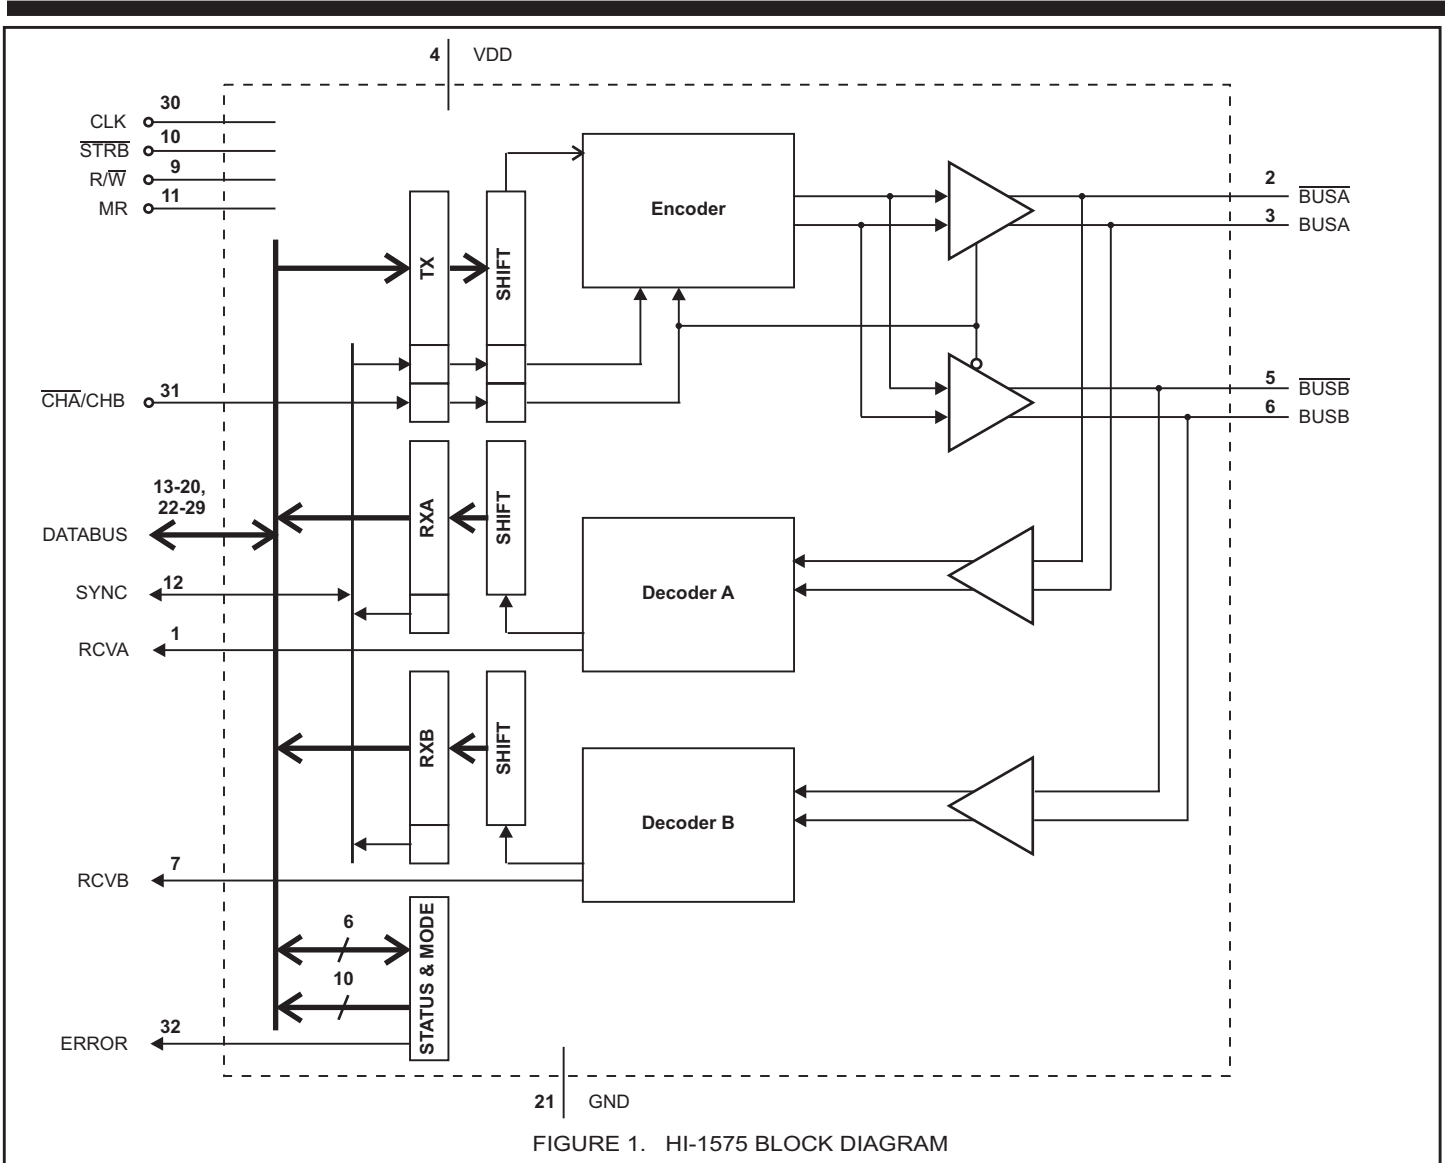 4 VDD
30
CLK
10
STRB
9
R/W
11
MR
Encoder
2
BUSA
3
BUSA
TX
SHIFT
31
CHA/CHB
5
BUSB
6
BUSB
13-20,
22-29
DATABUS
RXA
SHIFT
Decoder A
12
SYNC
1
RCVA
RXB
SHIFT
Decoder B
7
RCVB
6
10
STATUS & MODE
32
ERROR
21 GND
FIGURE 1. HI-1575 BLOCK DIAGRAM